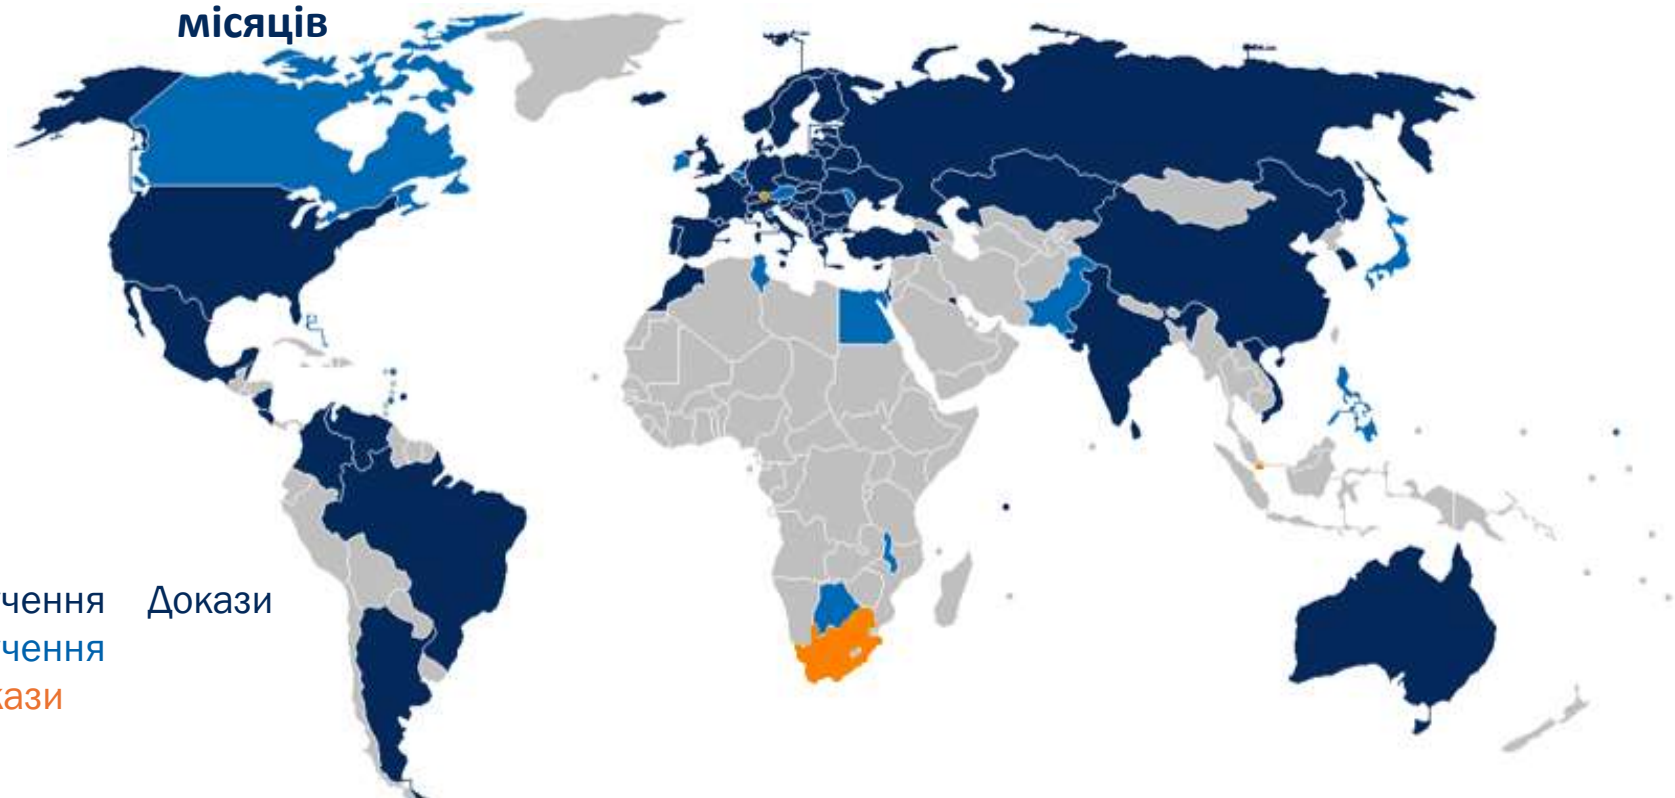 місяців
чення Докази
чення
кази